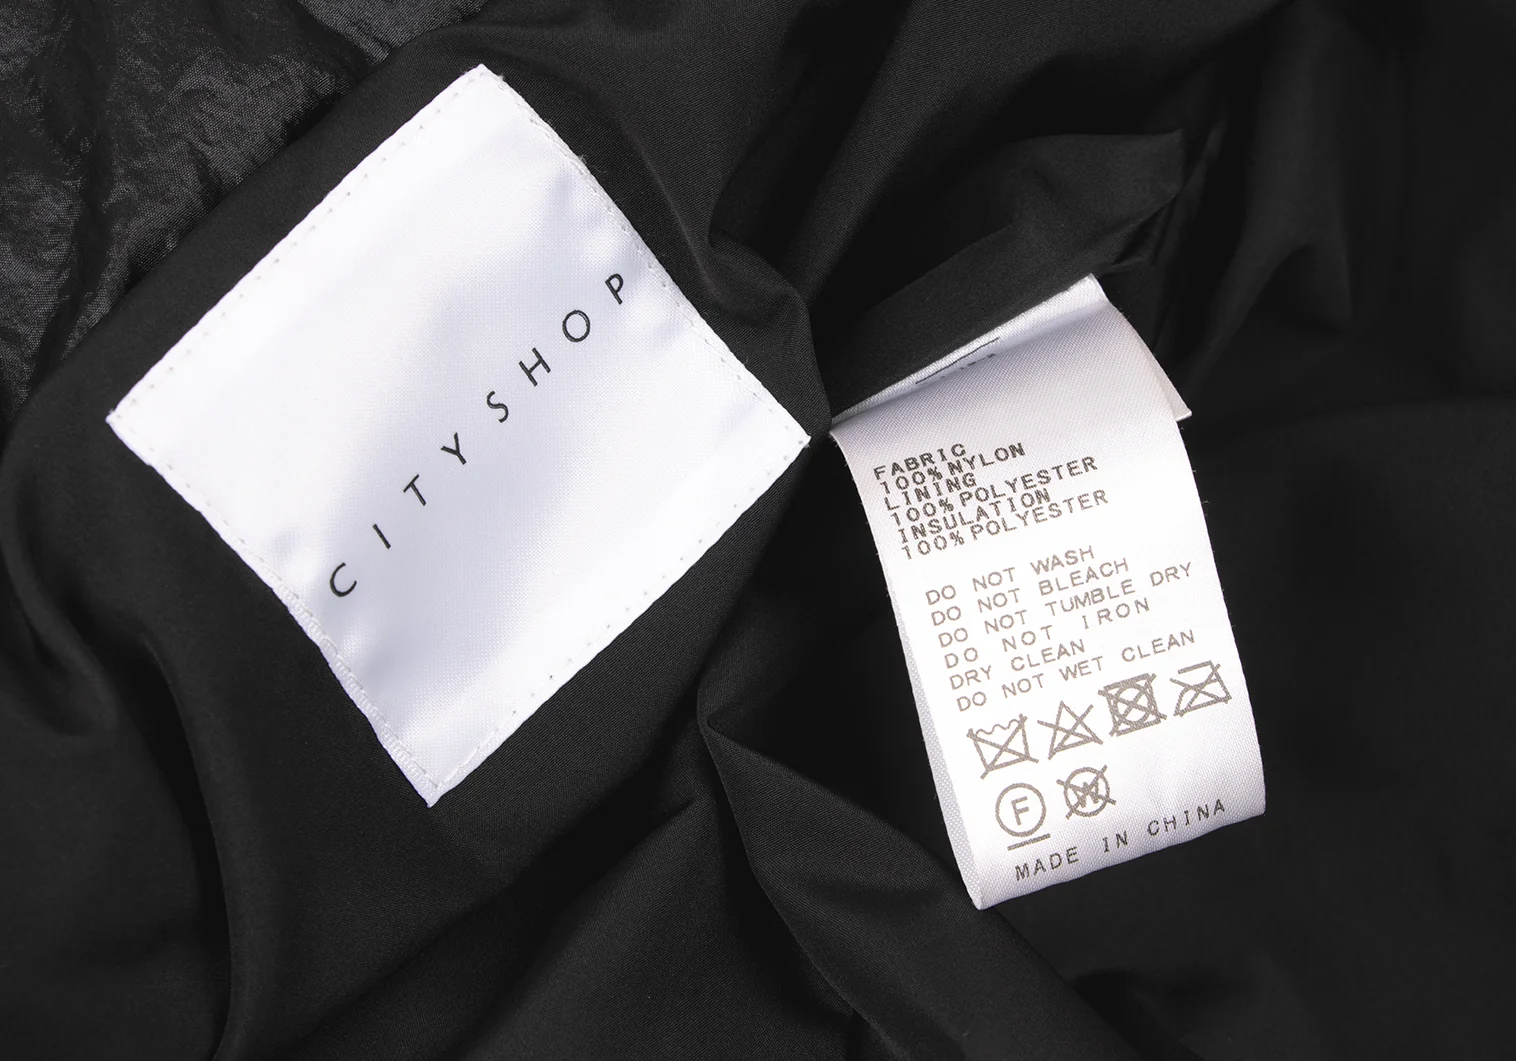 CITYSHOP
FABRIC
100% NYLON
LINING
100% POLYESTER
INSULATION
100% POLYESTER
DO NOT WASH
DO NOT BLEACH
DO NOT TUMBLE DRY
DO NOT IRON
DRY CLEAN
DO NOT WET CLEAN
F
W
MADE IN CHINA